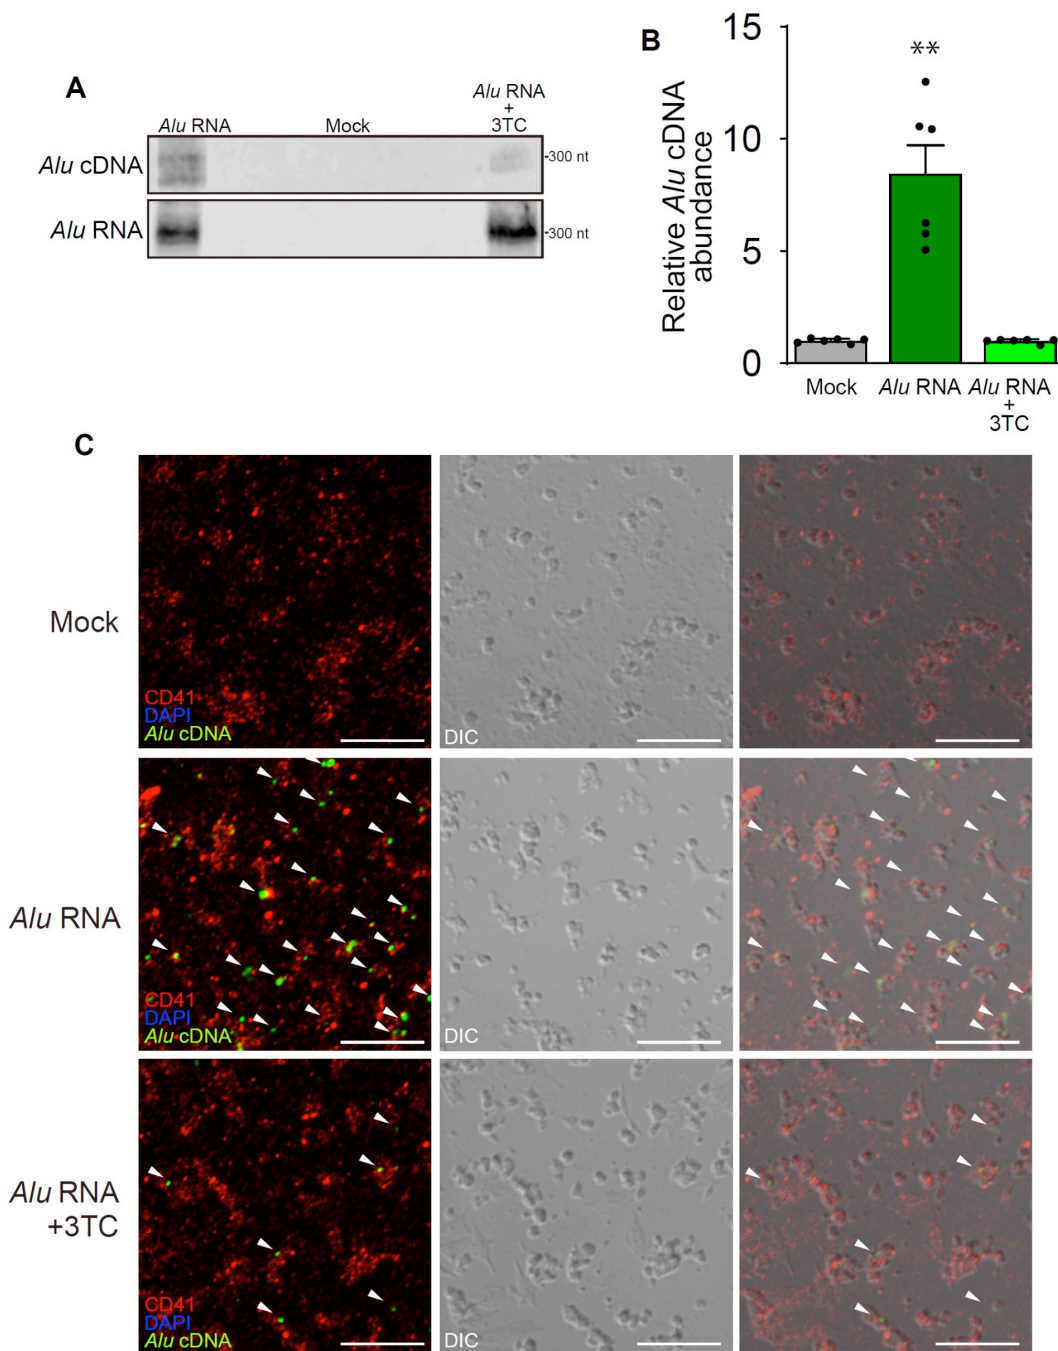 A
Alu RNA
Mock
Alu RNA
+
3TC
Alu cDNA
-300 nt
Alu RNA
-300 nt
B
Relative Alu cDNA
abundance
15
10
5
0
**
Mock
Alu RNA
Alu RNA
+
3TC
C
Mock
CD41
DAPI
Alu cDNA
DIC
Alu RNA
CD41
DAPI
Alu cDNA
DIC
Alu RNA
+3TC
CD41
DAPI
Alu cDNA
DIC